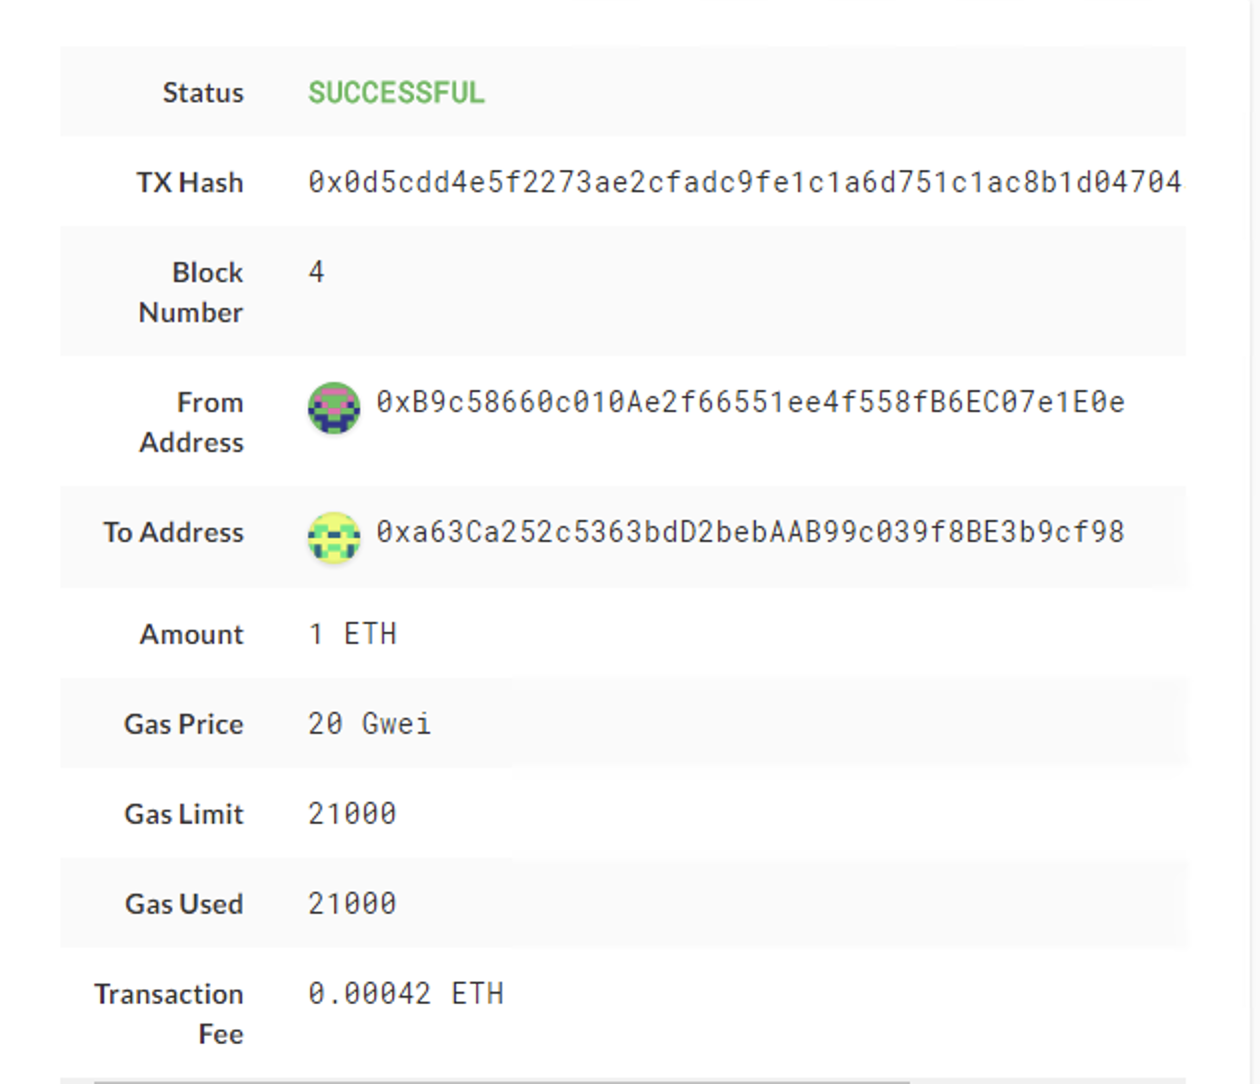 Status SUCCESSFUL
TX Hash 0x0d5cdd4e5f2273ae2cfadc9fe1c1a6d751c1ac8b1d04704
Block 4
Number
From 0xB9c58660c010Ae2f66551ee4f558fB6EC07e1E0e
Address
To Address 0xa63Ca252c5363bdD2bebAAB99c039f8BE3b9cf98
Amount 1 ETH
Gas Price 20 Gwei
Gas Limit 21000
Gas Used 21000
Transaction 0.00042 ETH
Fee